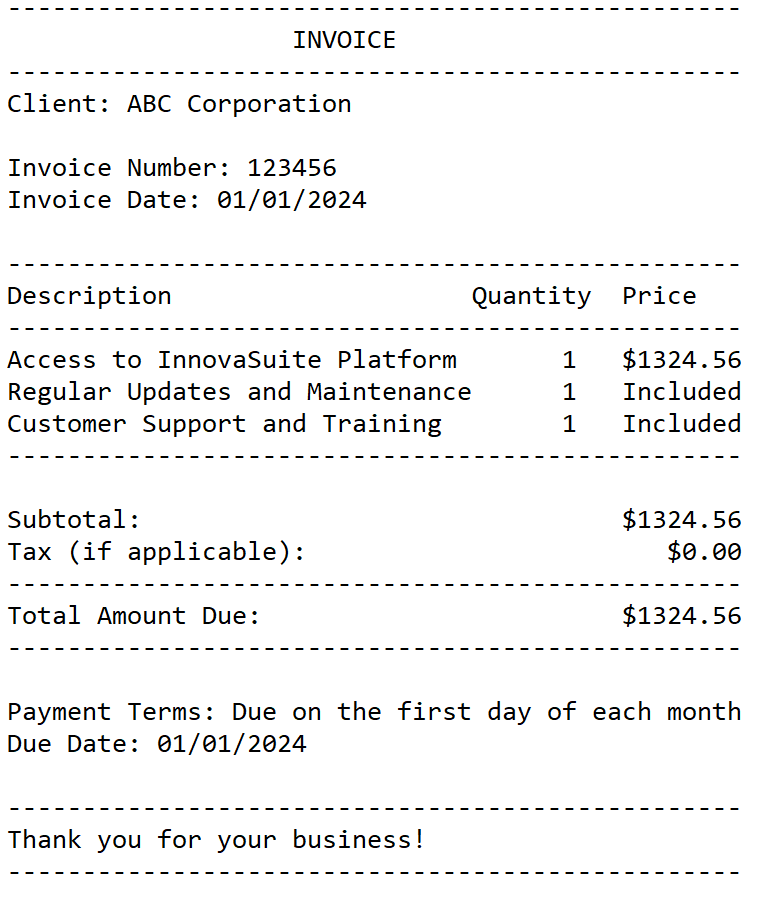 -------------------------------------------------
INVOICE
-------------------------------------------------
Client: ABC Corporation
Invoice Number: 123456
Invoice Date: 01/01/2024
-------------------------------------------------
Description                    Quantity  Price
-------------------------------------------------
Access to InnovaSuite Platform       1   $1324.56
Regular Updates and Maintenance      1   Included
Customer Support and Training        1   Included
-------------------------------------------------
Subtotal:                                $1324.56
Tax (if applicable):                        $0.00
-------------------------------------------------
Total Amount Due:                        $1324.56
-------------------------------------------------
Payment Terms: Due on the first day of each month
Due Date: 01/01/2024
-------------------------------------------------
Thank you for your business!
-------------------------------------------------